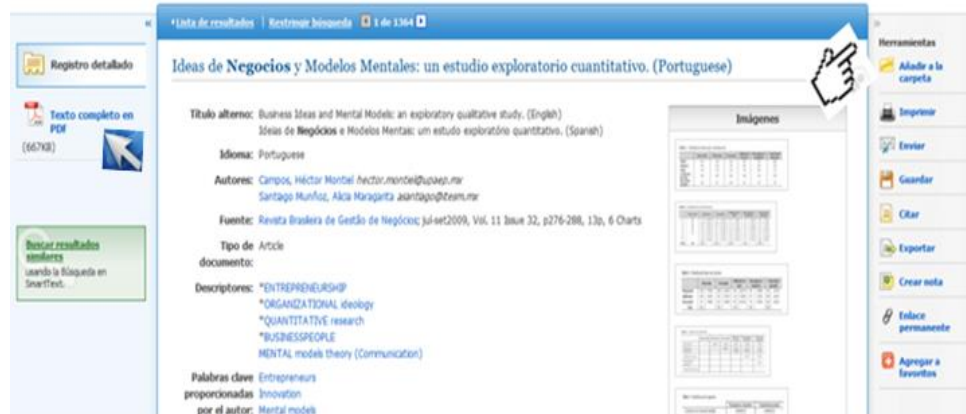 Lista de resultados Restringir búsqueda 1 de 1364
Registro detallado
Texto completo en
PDF
(667KB)
Buscar resultados
similares
usando la Búsqueda en
SmartText.
Ideas de Negocios y Modelos Mentales: un estudio exploratorio cuantitativo. (Portuguese)
Título alterno: Business Ideas and Mental Models: an exploratory qualitative study. (English)
Ideas de Negócios e Modelos Mentais: um estudo exploratório quantitativo. (Spanish)
Idioma: Portuguese
Autores: Campos, Héctor Montiel hector.montiel@upaep.mx
Santiago Muñoz, Alicia Maragarita asantiago@itesm.mx
Fuente: Revista Brasileira de Gestão de Negócios; jul-set2009, Vol. 11 Issue 32, p276-288, 13p, 6 Charts
Tipo de Article
documento:
Descriptores: *ENTREPRENEURSHIP
*ORGANIZATIONAL ideology
*QUANTITATIVE research
*BUSINESSPEOPLE
MENTAL models theory (Communication)
Palabras clave Entrepreneurs
proporcionadas Innovation
por el autor: Mental models
Imágenes
Herramientas
Añadir a la
carpeta
Imprimir
Enviar
Guardar
Citar
Exportar
Crear nota
Enlace
permanente
Agregar a
favoritos